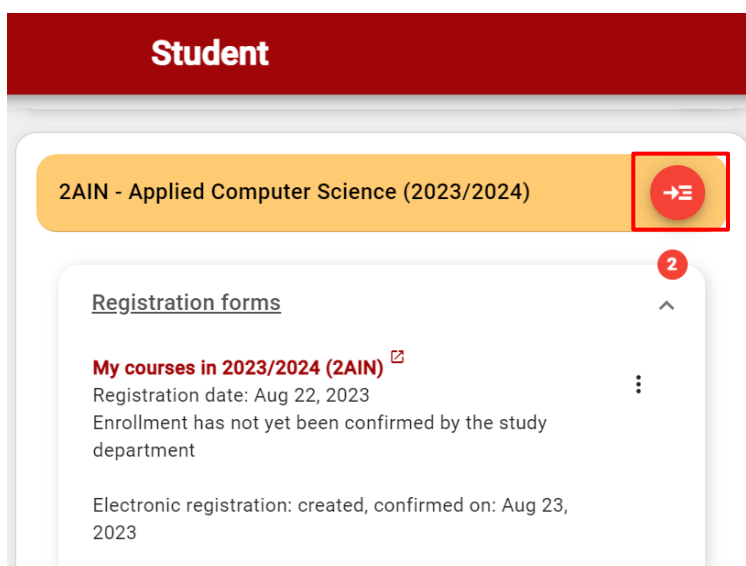 Student
2AIN - Applied Computer Science (2023/2024)
2
Registration forms
My courses in 2023/2024 (2AIN)
Registration date: Aug 22, 2023
Enrollment has not yet been confirmed by the study
department
Electronic registration: created, confirmed on: Aug 23,
2023